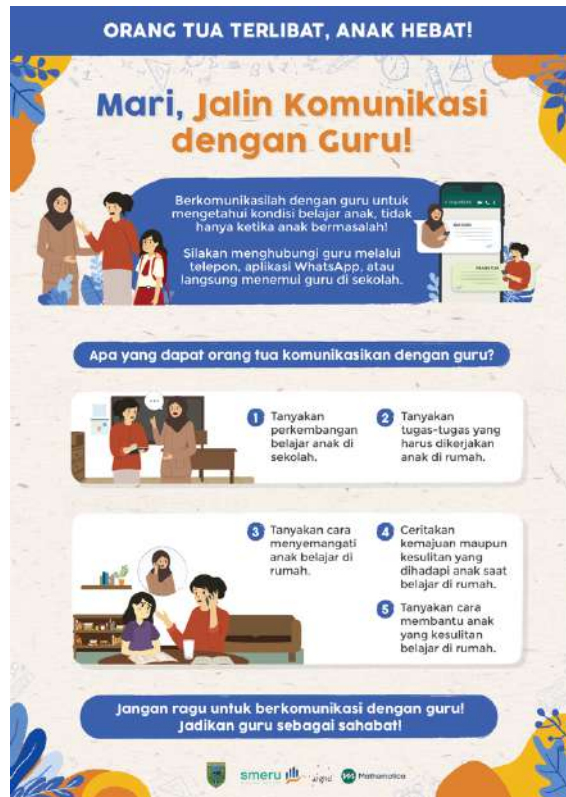 ORANG TUA TERLIBAT, ANAK HEBAT!
Mari, Jalin Komunikasi
dengan Guru!
Berkomunikasilah dengan guru untuk
mengetahui kondisi belajar anak, tidak
hanya ketika anak bermasalah!
Silakan menghubungi guru melalui
telepon, aplikasi WhatsApp, atau
langsung menemui guru di sekolah.
Apa yang dapat orang tua komunikasikan dengan guru?
1 Tanyakan
perkembangan
belajar anak di
sekolah.
2 Tanyakan
tugas-tugas yang
harus dikerjakan
anak di rumah.
3 Tanyakan cara
menyemangati
anak belajar di
rumah.
4 Ceritakan
kemajuan maupun
kesulitan yang
dihadapi anak saat
belajar di rumah.
5 Tanyakan cara
membantu anak
yang kesulitan
belajar di rumah.
Jangan ragu untuk berkomunikasi dengan guru!
Jadikan guru sebagai sahabat!
smeru
Mathematica